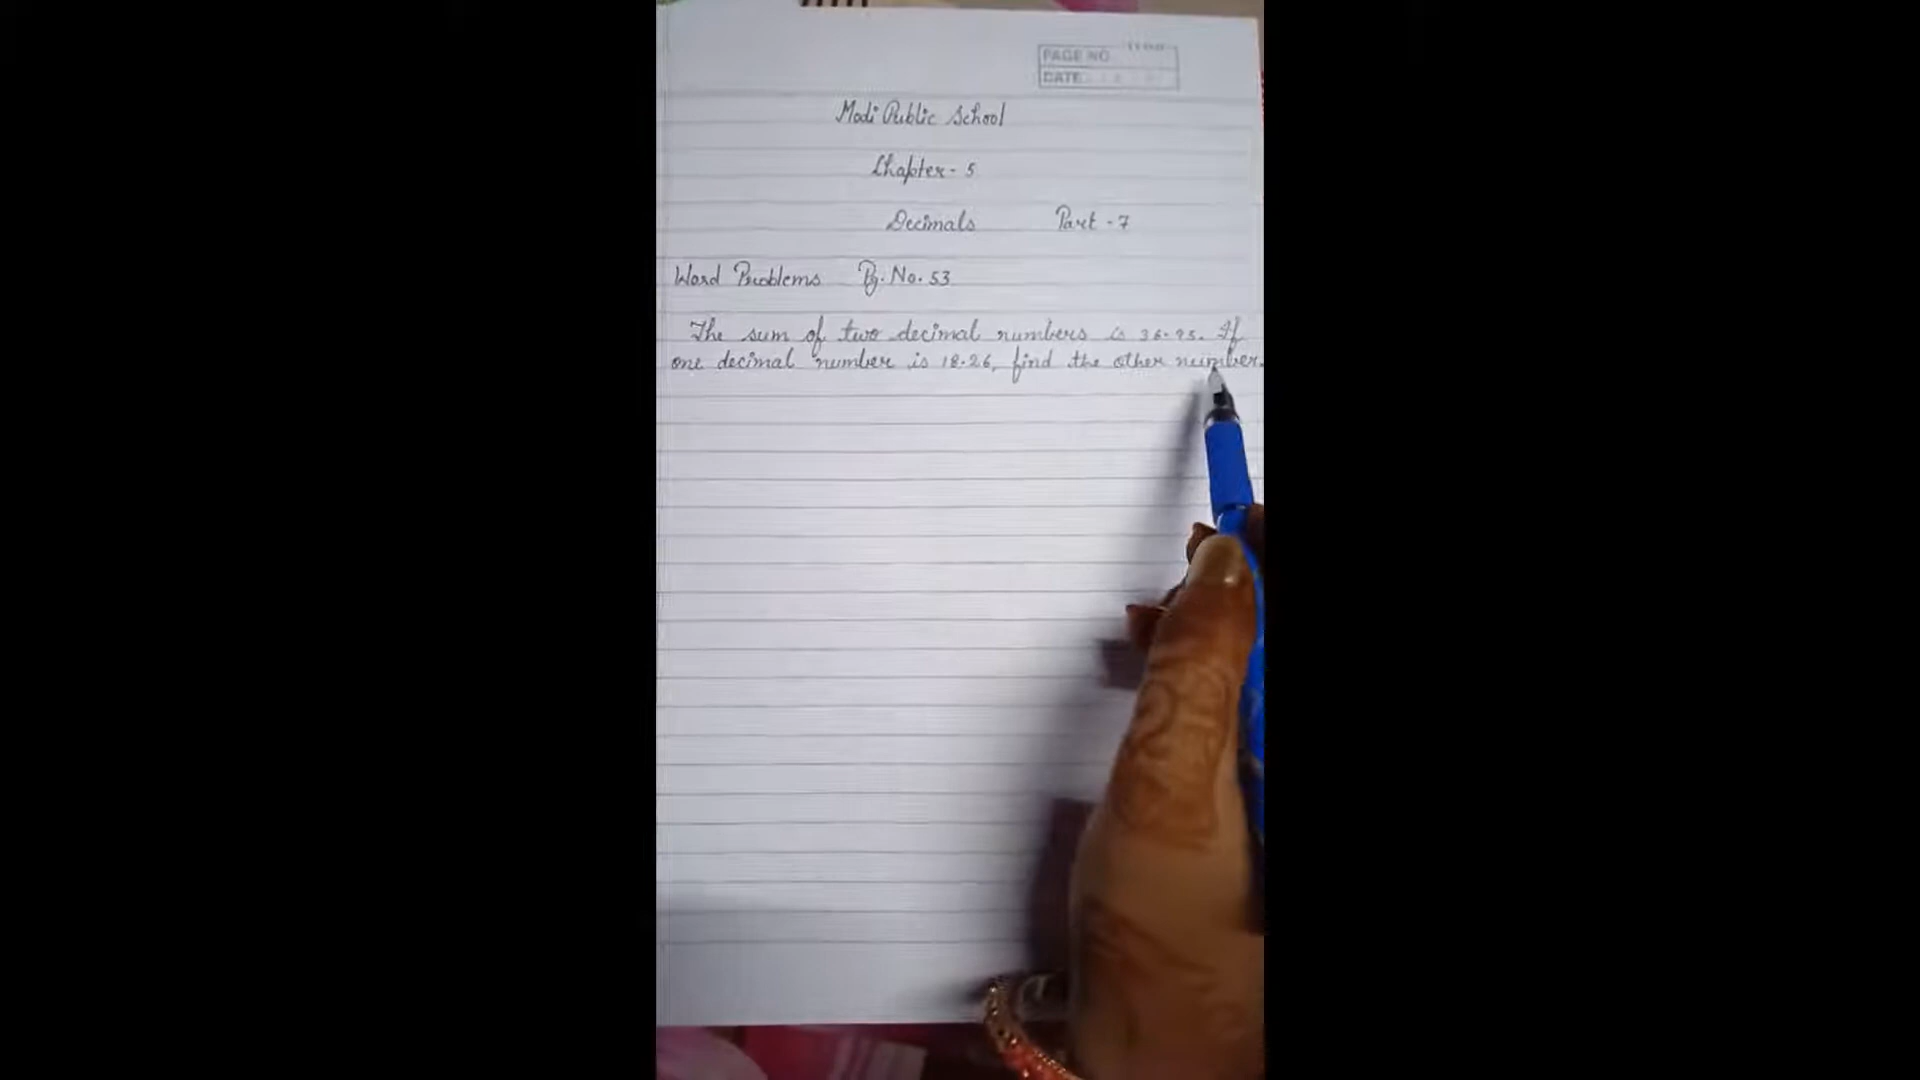 PAGE NO
DATE
Modi Public School
Chapter - 5
Decimals Part - 7
Word Problems Pg. No. 53
The sum of two decimal numbers is 36.95. If
one decimal number is 18.26, find the other number.